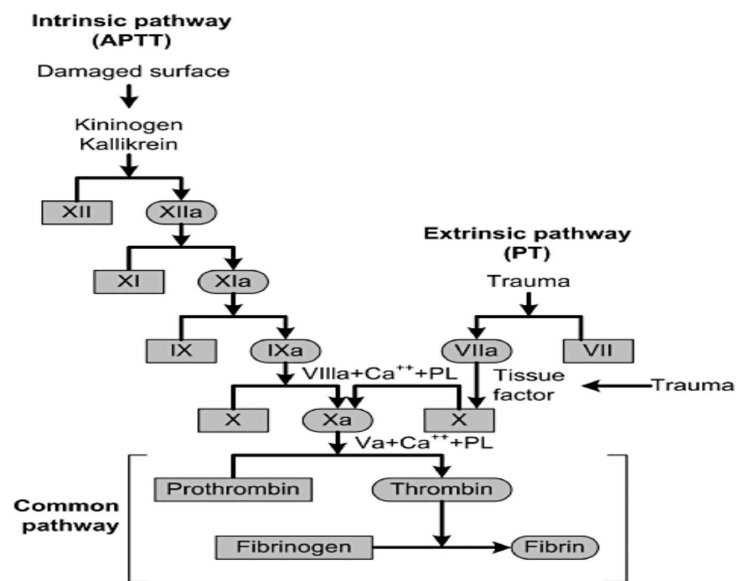 Intrinsic pathway
(APTT)
Damaged surface
Kininogen
Kallikrein
XII
XIIa
Extrinsic pathway
(PT)
XI
XIa
Trauma
IX
IXa
VIIa
VII
VIIIa+Ca+++PL
Tissue
factor
Trauma
X
Xa
X
Va+Ca+++PL
Common
pathway
Prothrombin
Thrombin
Fibrinogen
Fibrin